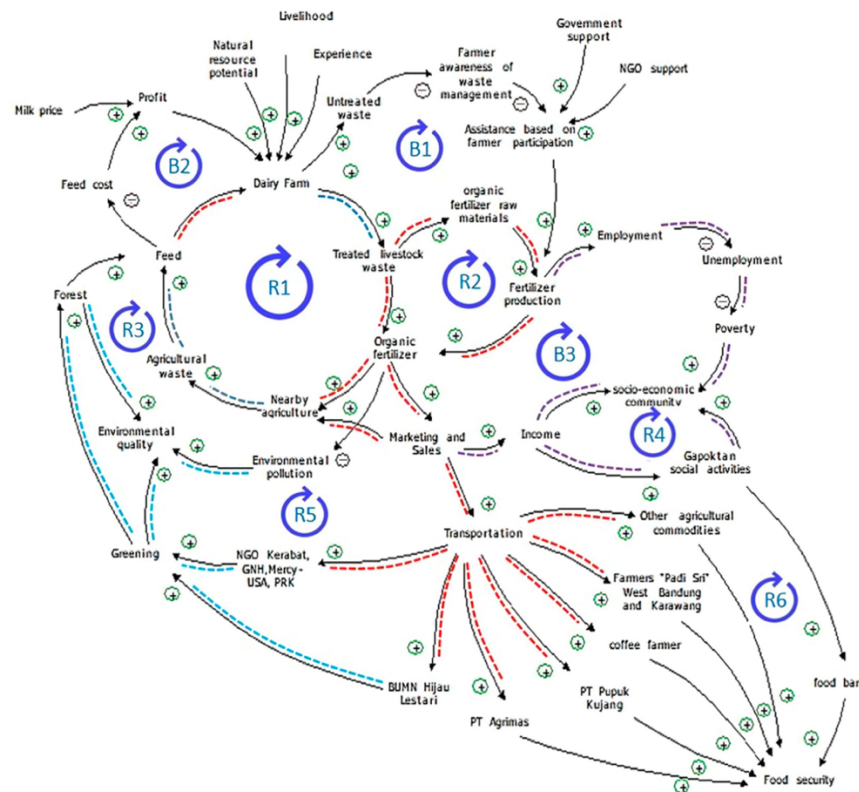 Livelihood
Government
support
Natural
resource
potential
Experience
Farmer
awareness of
waste
management
NGO support
Milk price
Profit
Untreated
waste
Assistance based on
farmer participation
B1
B2
Feed cost
Dairy Farm
organic
fertilizer raw
materials
Employment
Unemployment
Feed
Treated livestock
waste
R1
R2
Fertilizer
production
Forest
R3
Poverty
Organic
fertilizer
B3
Agricultural
waste
socio-economic
community
Nearby
agriculture
Marketing and
Sales
Income
R4
Gapoktan
social activities
Environmental
quality
Environmental
pollution
R5
Transportation
Other agricultural
commodities
Greening
NGO Kerabat,
GNH,Mercy-
USA, PRK
Farmers "Padi Sri"
West Bandung
and Karawang
R6
coffee farmer
BUMN Hijau
Lestari
PT Pupuk
Kujang
food bar
PT Agrimas
Food security